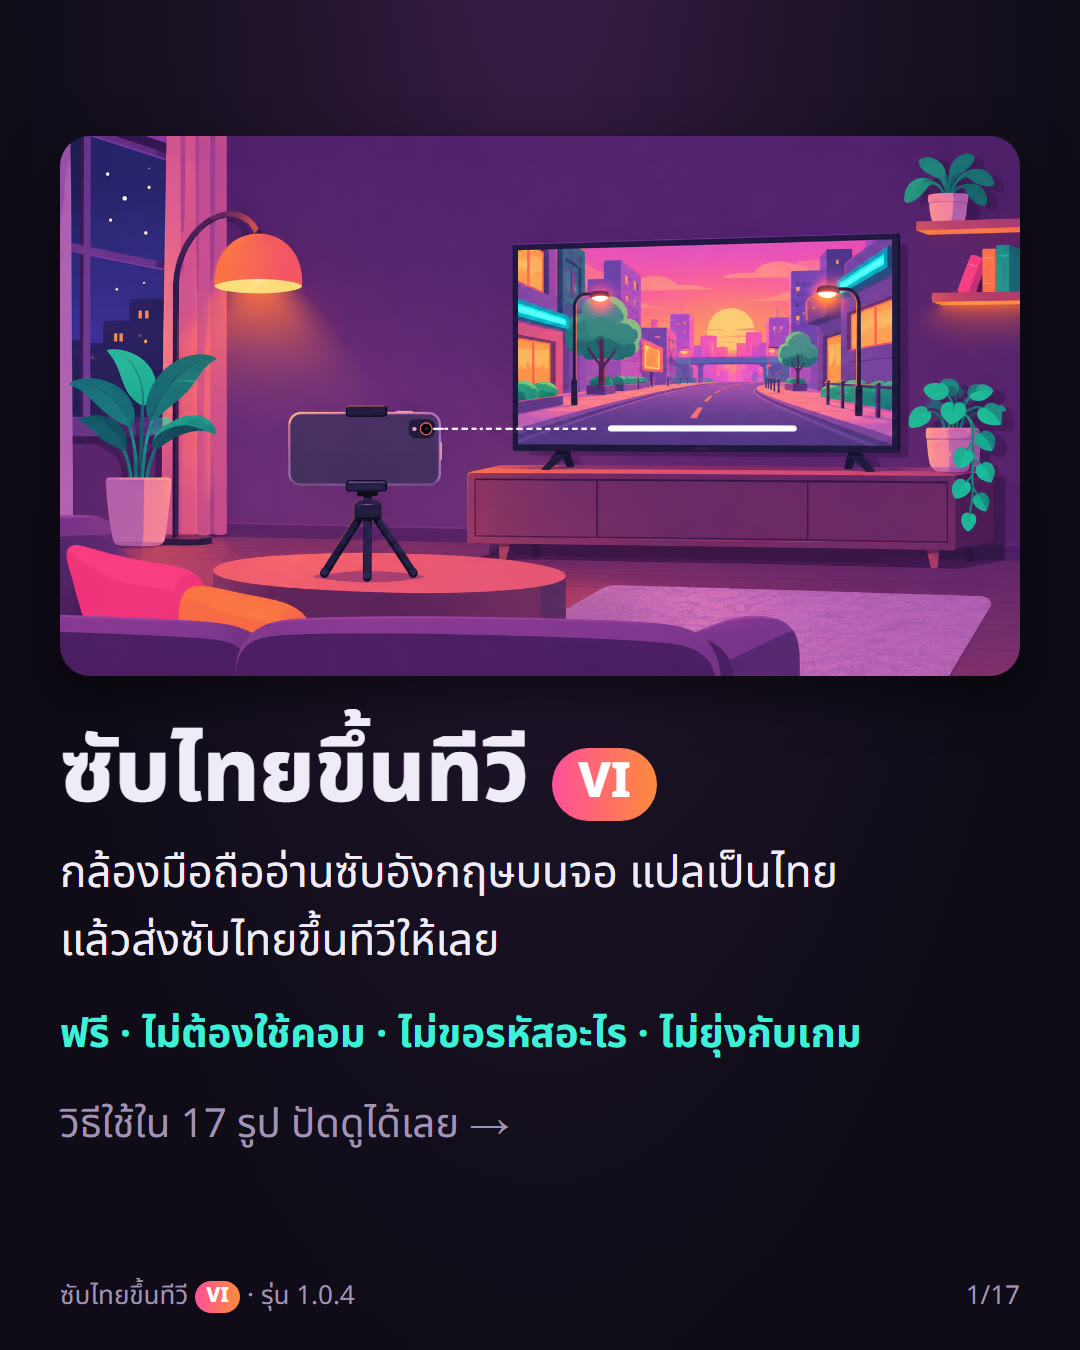 ซับไทยขึ้นทีวี VI
กล้องมือถืออ่านซับอังกฤษบนจอ แปลเป็นไทย
แล้วส่งซับไทยขึ้นทีวีให้เลย
ฟรี · ไม่ต้องใช้คอม · ไม่ขอรหัสอะไร · ไม่ยุ่งกับเกม
วิธีใช้ใน 17 รูป ปัดดูได้เลย →
ซับไทยขึ้นทีวี VI · รุ่น 1.0.4
1/17